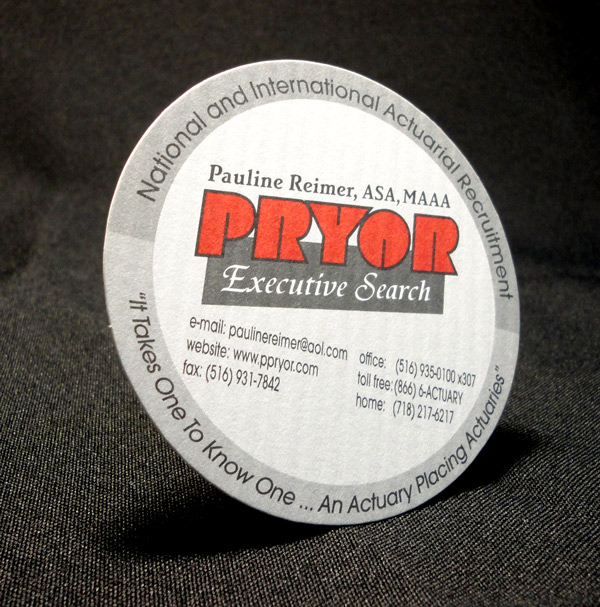 National and International Actuarial Recruitment
Pauline Reimer, ASA, MAAA
PRYOR
Executive Search
e-mail: paulinereimer@aol.com
website: www.ppryor.com
fax: (516) 931-7842
office: (516) 935-0100 x307
toll free: (866) 6-ACTUARY
home: (718) 217-6217
"It Takes One To Know One ... An Actuary Placing Actuaries"